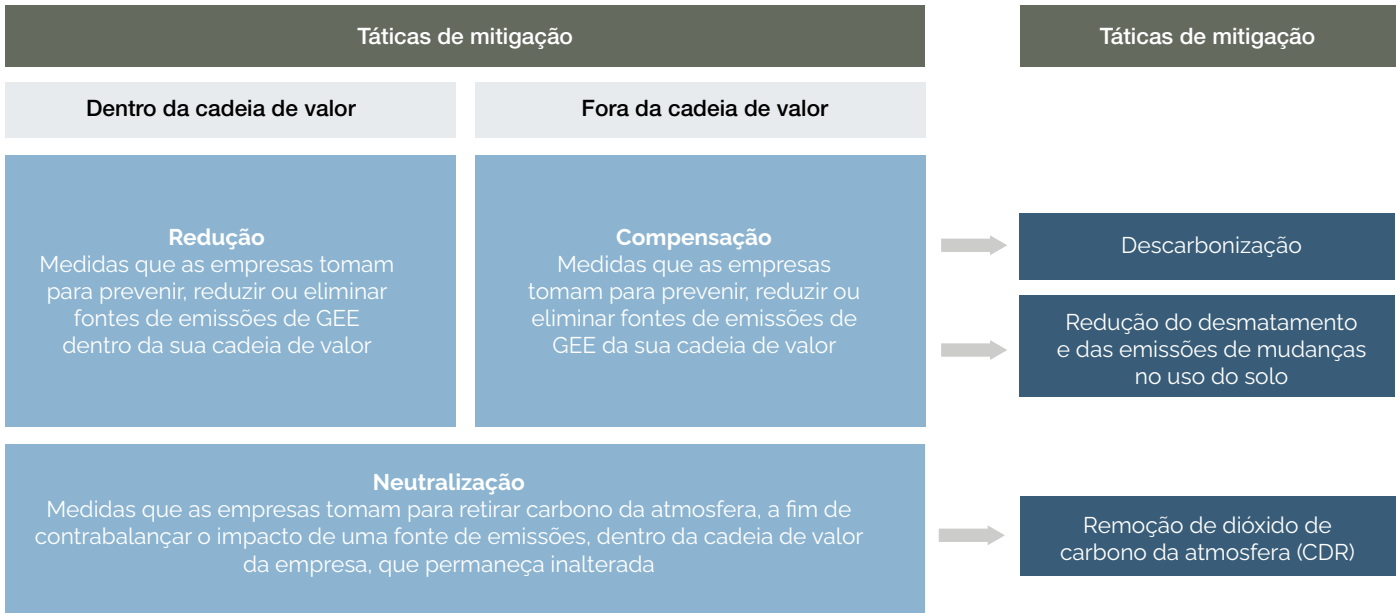 Táticas de mitigação
Táticas de mitigação
Dentro da cadeia de valor
Fora da cadeia de valor
Redução
Medidas que as empresas tomam
para prevenir, reduzir ou eliminar
fontes de emissões de GEE
dentro da sua cadeia de valor
Compensação
Medidas que as empresas
tomam para prevenir, reduzir ou
eliminar fontes de emissões de
GEE da sua cadeia de valor
Descarbonização
Redução do desmatamento
e das emissões de mudanças
no uso do solo
Neutralização
Medidas que as empresas tomam para retirar carbono da atmosfera, a fim de
contrabalançar o impacto de uma fonte de emissões, dentro da cadeia de valor
da empresa, que permaneça inalterada
Remoção de dióxido de
carbono da atmosfera (CDR)